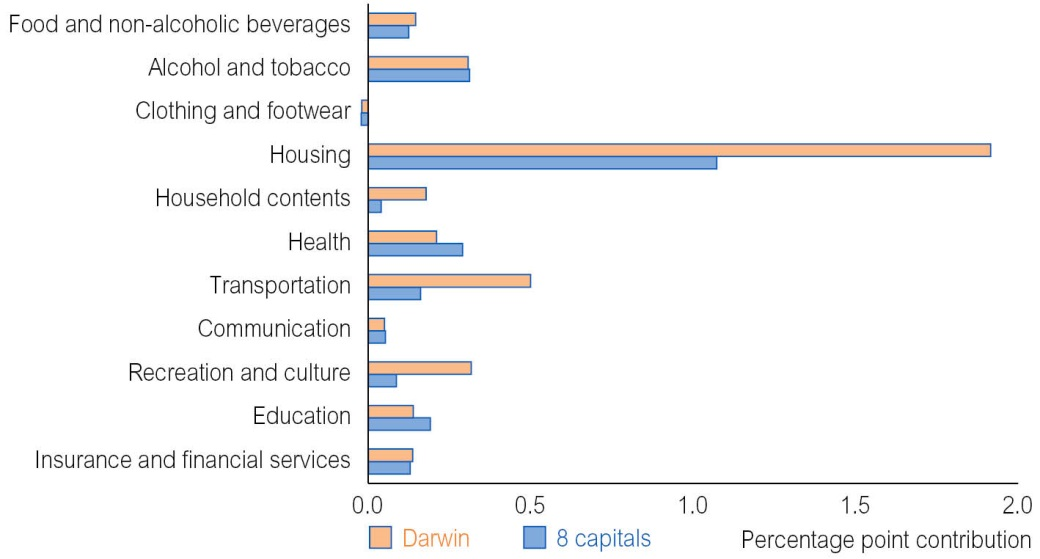 Food and non-alcoholic beverages
Alcohol and tobacco
Clothing and footwear
Housing
Household contents
Health
Transportation
Communication
Recreation and culture
Education
Insurance and financial services
0.0 0.5 1.0 1.5 2.0
Darwin 8 capitals Percentage point contribution